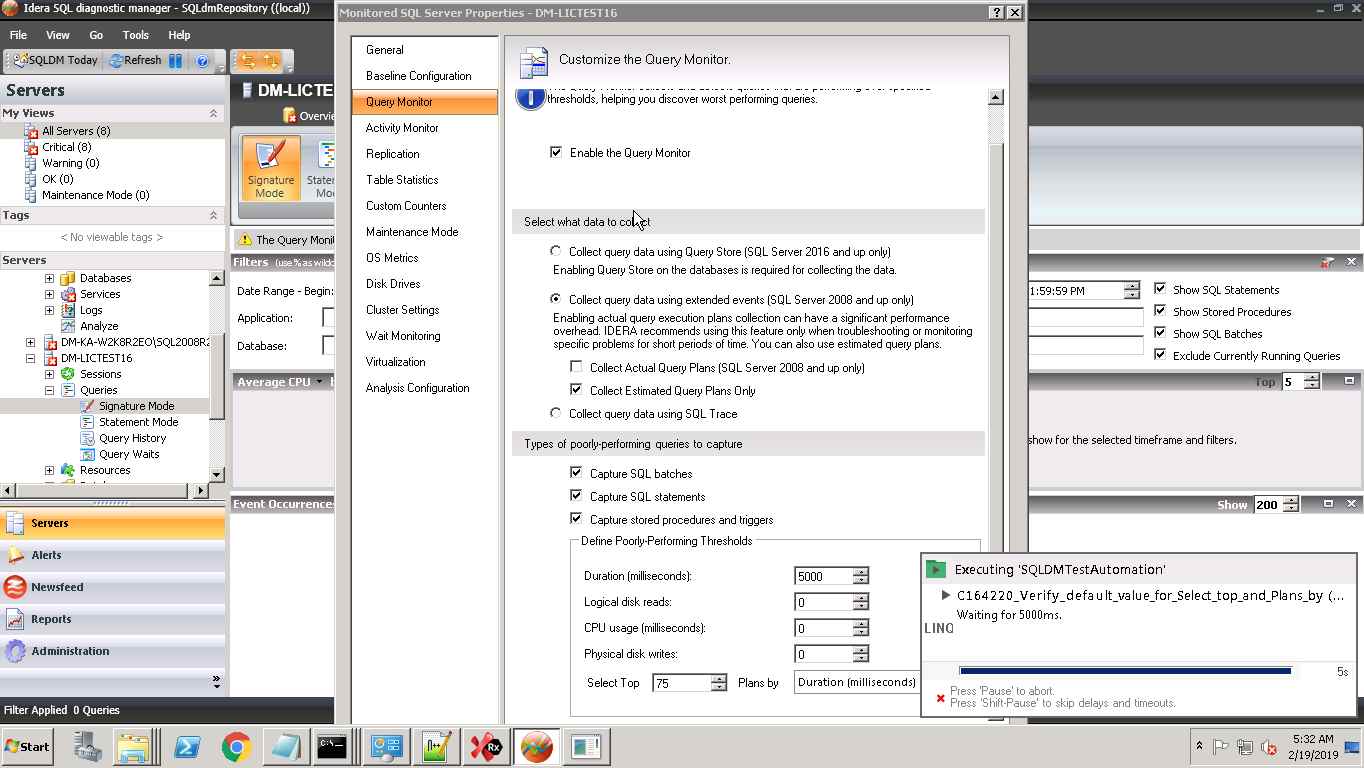 Idera SQL diagnostic manager - SQLdmRepository ((local))
File View Go Tools Help
SQLDM Today Refresh
Servers
My Views
All Servers (8)
Critical (8)
Warning (0)
OK (0)
Maintenance Mode (0)
Tags
< No viewable tags >
Servers
Databases
Services
Logs
Analyze
DM-KA-W2K8R2EO\SQL2008R2
DM-LICTEST16
Sessions
Queries
Signature Mode
Statement Mode
Query History
Query Waits
Resources
Servers
Alerts
Newsfeed
Reports
Administration
Filter Applied 0 Queries
DM-LICTE
Overvie
Signature
Mode
Statem
Mo
The Query Monit
Filters (use % as wildc
Date Range - Begin:
Application:
Database:
Average CPU
Event Occurrence
Monitored SQL Server Properties - DM-LICTEST16
General
Baseline Configuration
Query Monitor
Activity Monitor
Replication
Table Statistics
Custom Counters
Maintenance Mode
OS Metrics
Disk Drives
Cluster Settings
Wait Monitoring
Virtualization
Analysis Configuration
Customize the Query Monitor.
thresholds, helping you discover worst performing queries.
Enable the Query Monitor
Select what data to collect
Collect query data using Query Store (SQL Server 2016 and up only)
Enabling Query Store on the databases is required for collecting the data.
Collect query data using extended events (SQL Server 2008 and up only)
Enabling actual query execution plans collection can have a significant performance
overhead. IDERA recommends using this feature only when troubleshooting or monitoring
specific problems for short periods of time. You can also use estimated query plans.
Collect Actual Query Plans (SQL Server 2008 and up only)
Collect Estimated Query Plans Only
Collect query data using SQL Trace
Types of poorly-performing queries to capture
Capture SQL batches
Capture SQL statements
Capture stored procedures and triggers
Define Poorly-Performing Thresholds
Duration (milliseconds): 5000
Logical disk reads: 0
CPU usage (milliseconds): 0
Physical disk writes: 0
Select Top 75 Plans by Duration (milliseconds)
1:59:59 PM
Show SQL Statements
Show Stored Procedures
Show SQL Batches
Exclude Currently Running Queries
Top 5
show for the selected timeframe and filters.
Show 200
Executing 'SQLDMTestAutomation'
C164220_Verify_default_value_for_Select_top_and_Plans_by (...
Waiting for 5000ms.
LINQ
5s
Press 'Pause' to abort.
Press 'Shift-Pause' to skip delays and timeouts.
Start
5:32 AM
2/19/2019